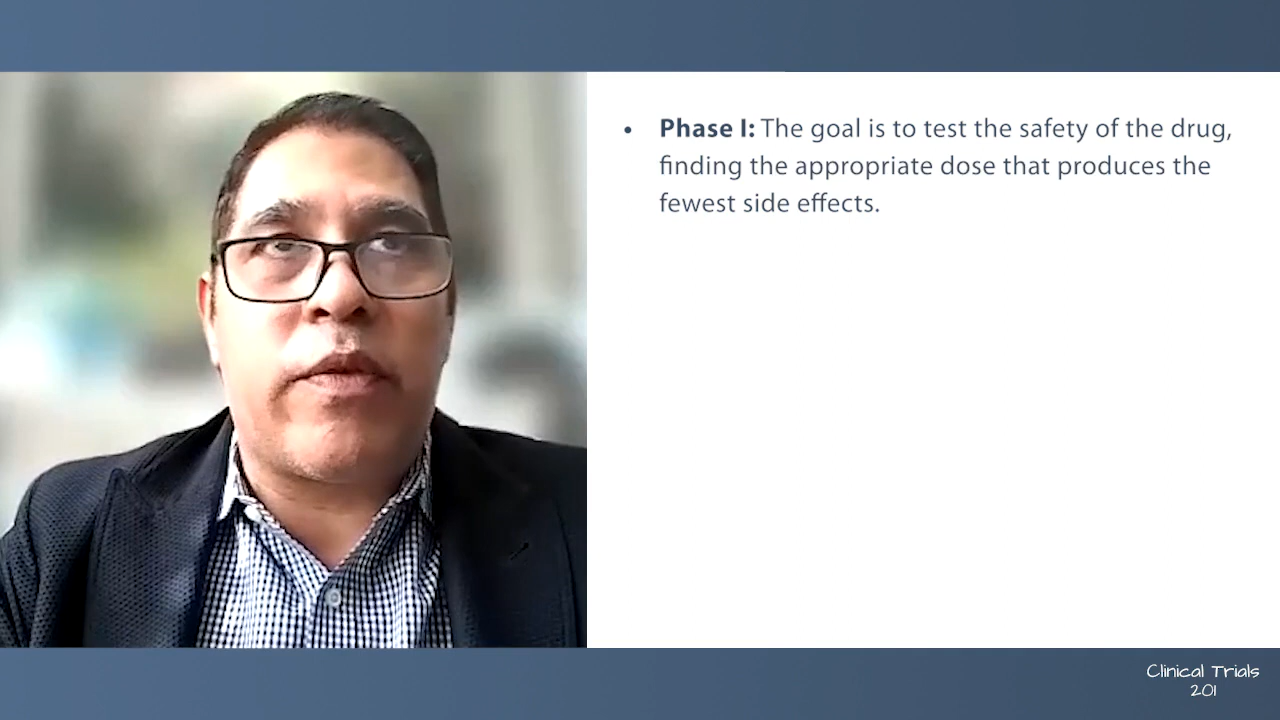 • Phase I: The goal is to test the safety of the drug,
finding the appropriate dose that produces the
fewest side effects.
Clinical Trials
201